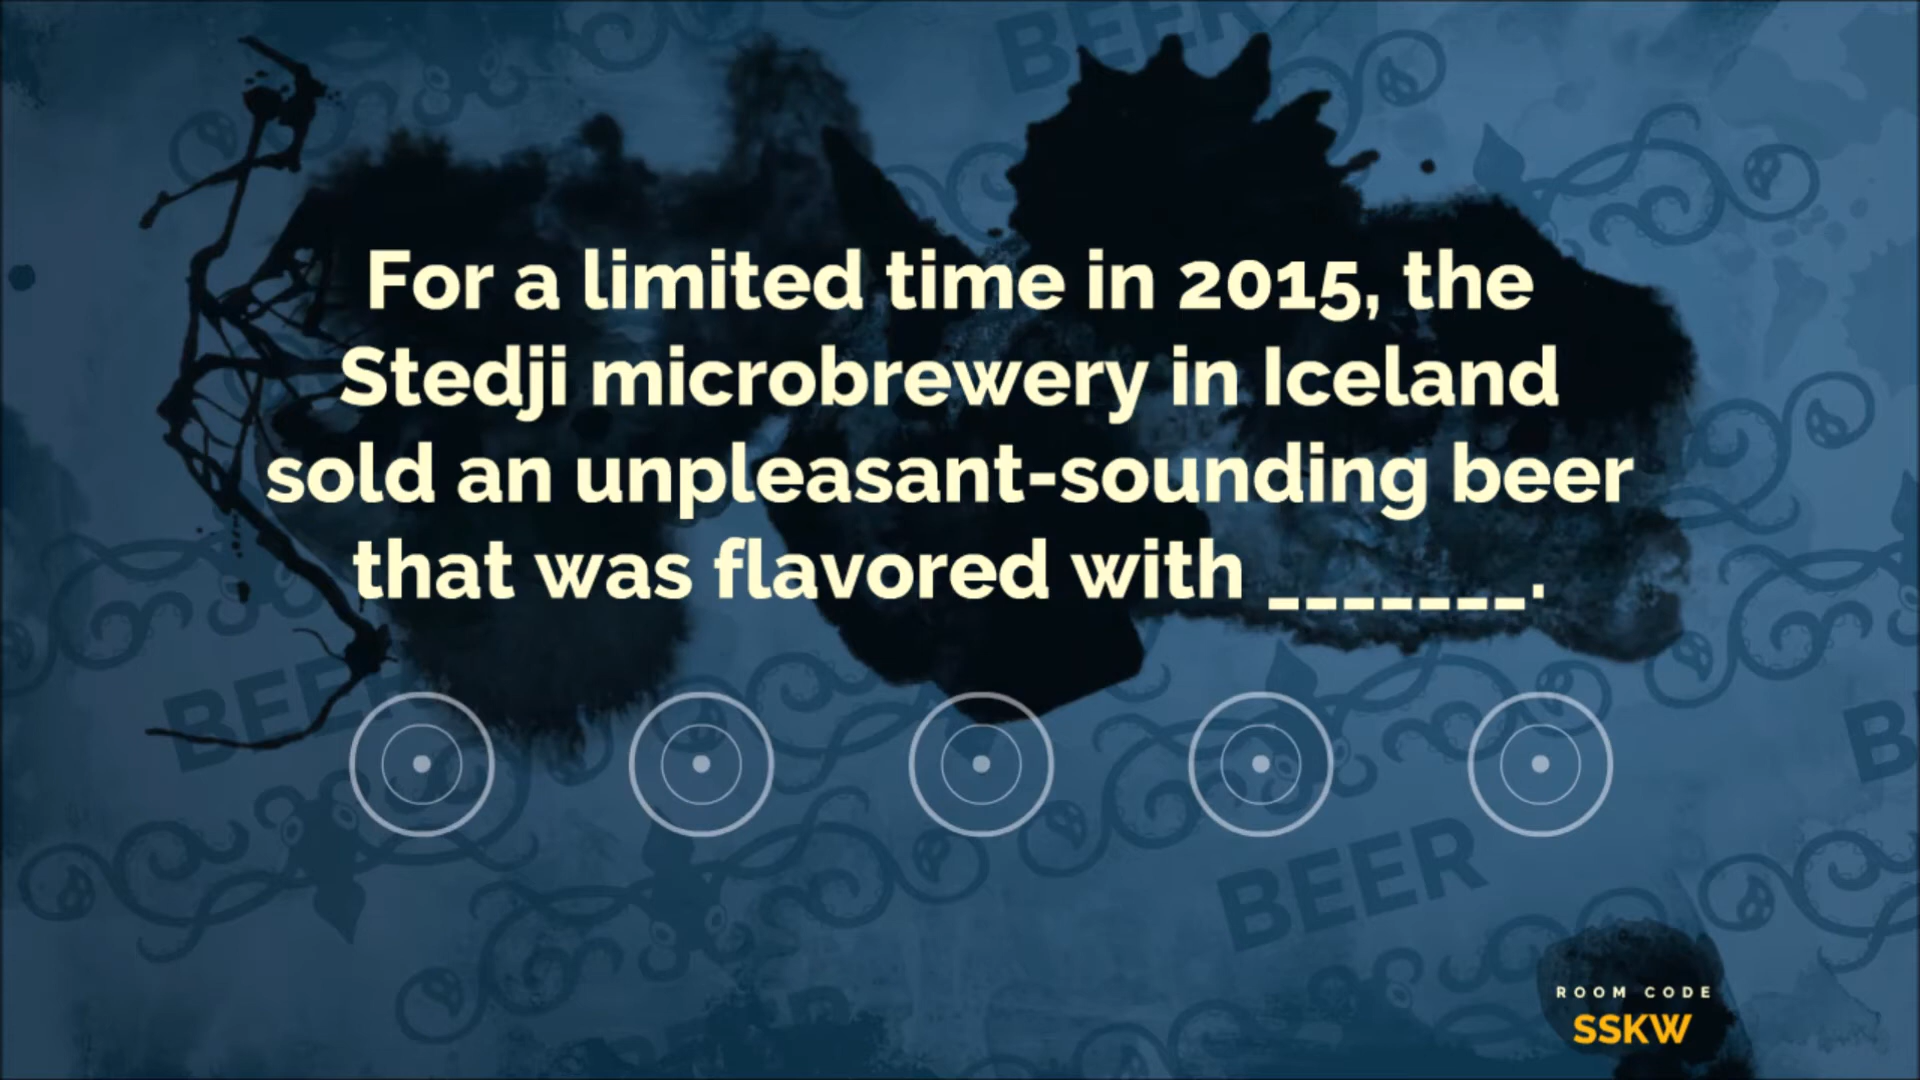 For a limited time in 2015, the
Stedji microbrewery in Iceland
sold an unpleasant-sounding beer
that was flavored with _______.
BEER
BEER
BEER
ROOM CODE
SSKW